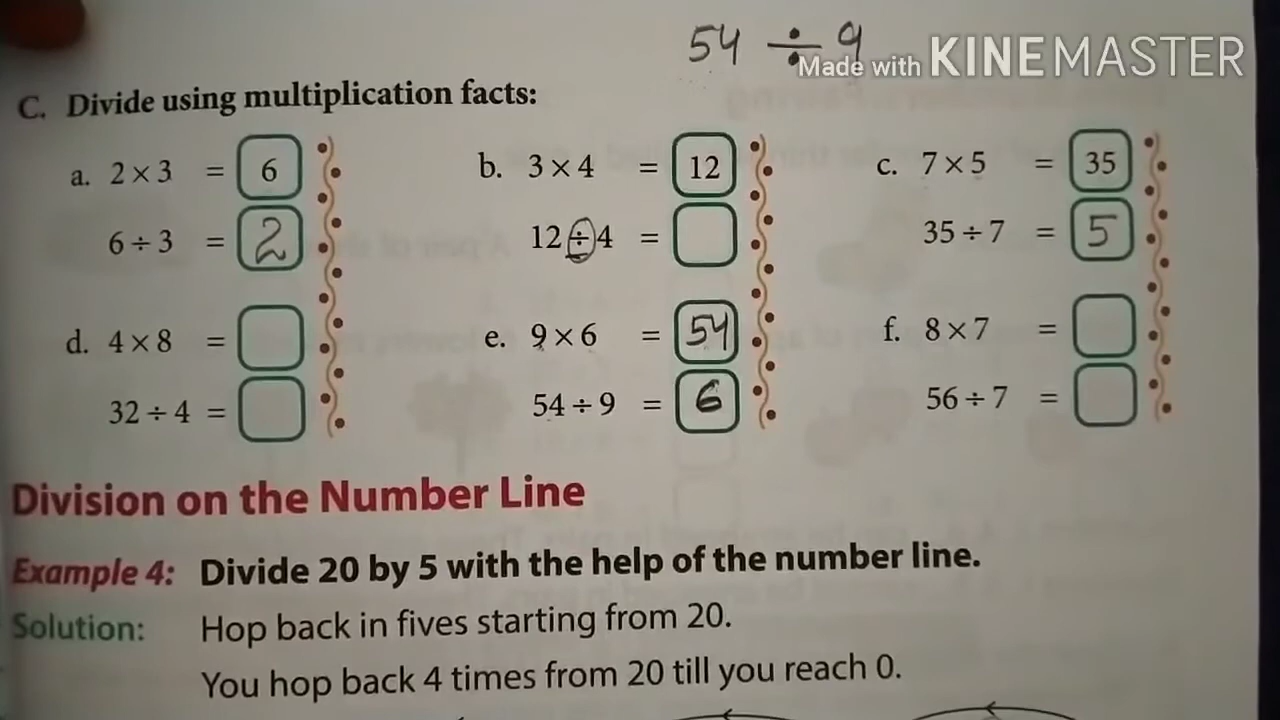 54 ÷ 9
Made with KINEMASTER
C. Divide using multiplication facts:
a. 2 × 3 = 6
b. 3 × 4 = 12
c. 7 × 5 = 35
6 ÷ 3 = 2
12 ÷ 4 =
35 ÷ 7 = 5
d. 4 × 8 =
e. 9 × 6 = 54
f. 8 × 7 =
32 ÷ 4 =
54 ÷ 9 = 6
56 ÷ 7 =
Division on the Number Line
Example 4: Divide 20 by 5 with the help of the number line.
Solution: Hop back in fives starting from 20.
You hop back 4 times from 20 till you reach 0.